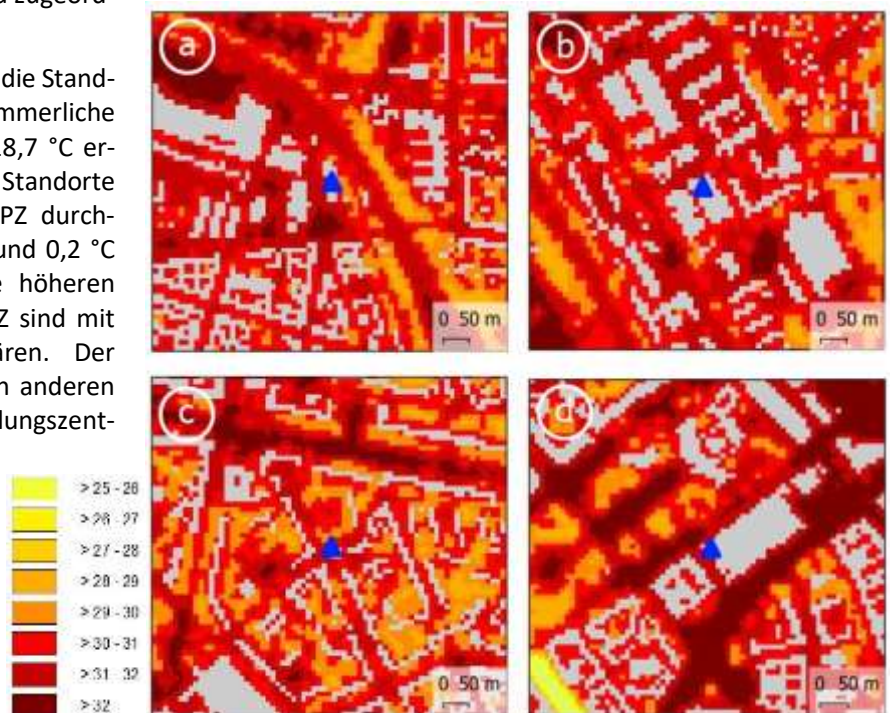 zugeord-
die Stand-
mmerliche
8,7 °C er-
Standorte
PZ durch-
und 0,2 °C
höheren
Z sind mit
ären. Der
n anderen
dlungszent-
>25-26
>26-27
>27-28
>28-29
>29-30
>30-31
>31-32
>32
a
0 50 m
b
0 50 m
c
0 50 m
d
0 50 m